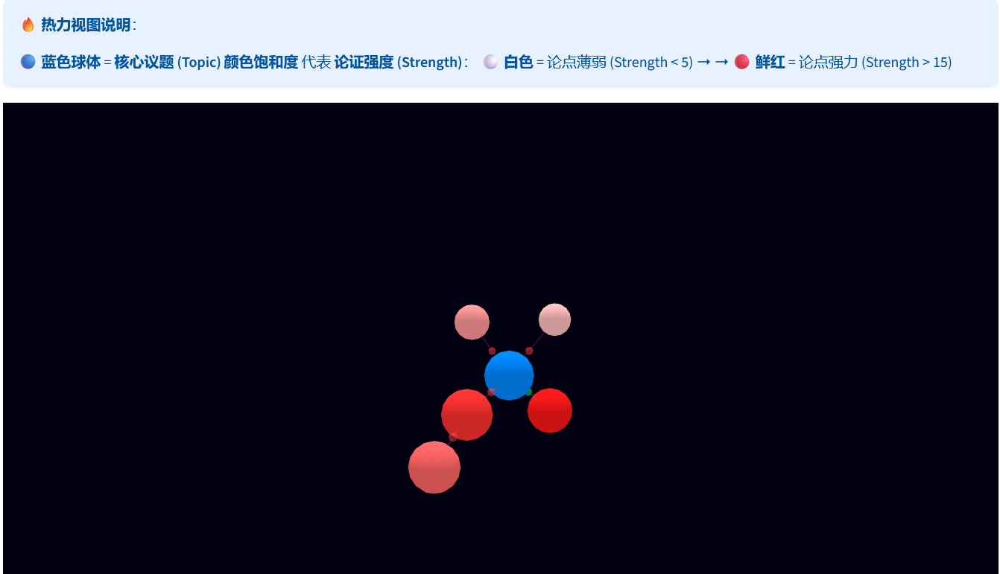 热力视图说明：
蓝色球体 = 核心议题 (Topic) 颜色饱和度 代表 论证强度 (Strength)： 白色 = 论点薄弱 (Strength < 5) → → 鲜红 = 论点强力 (Strength > 15)